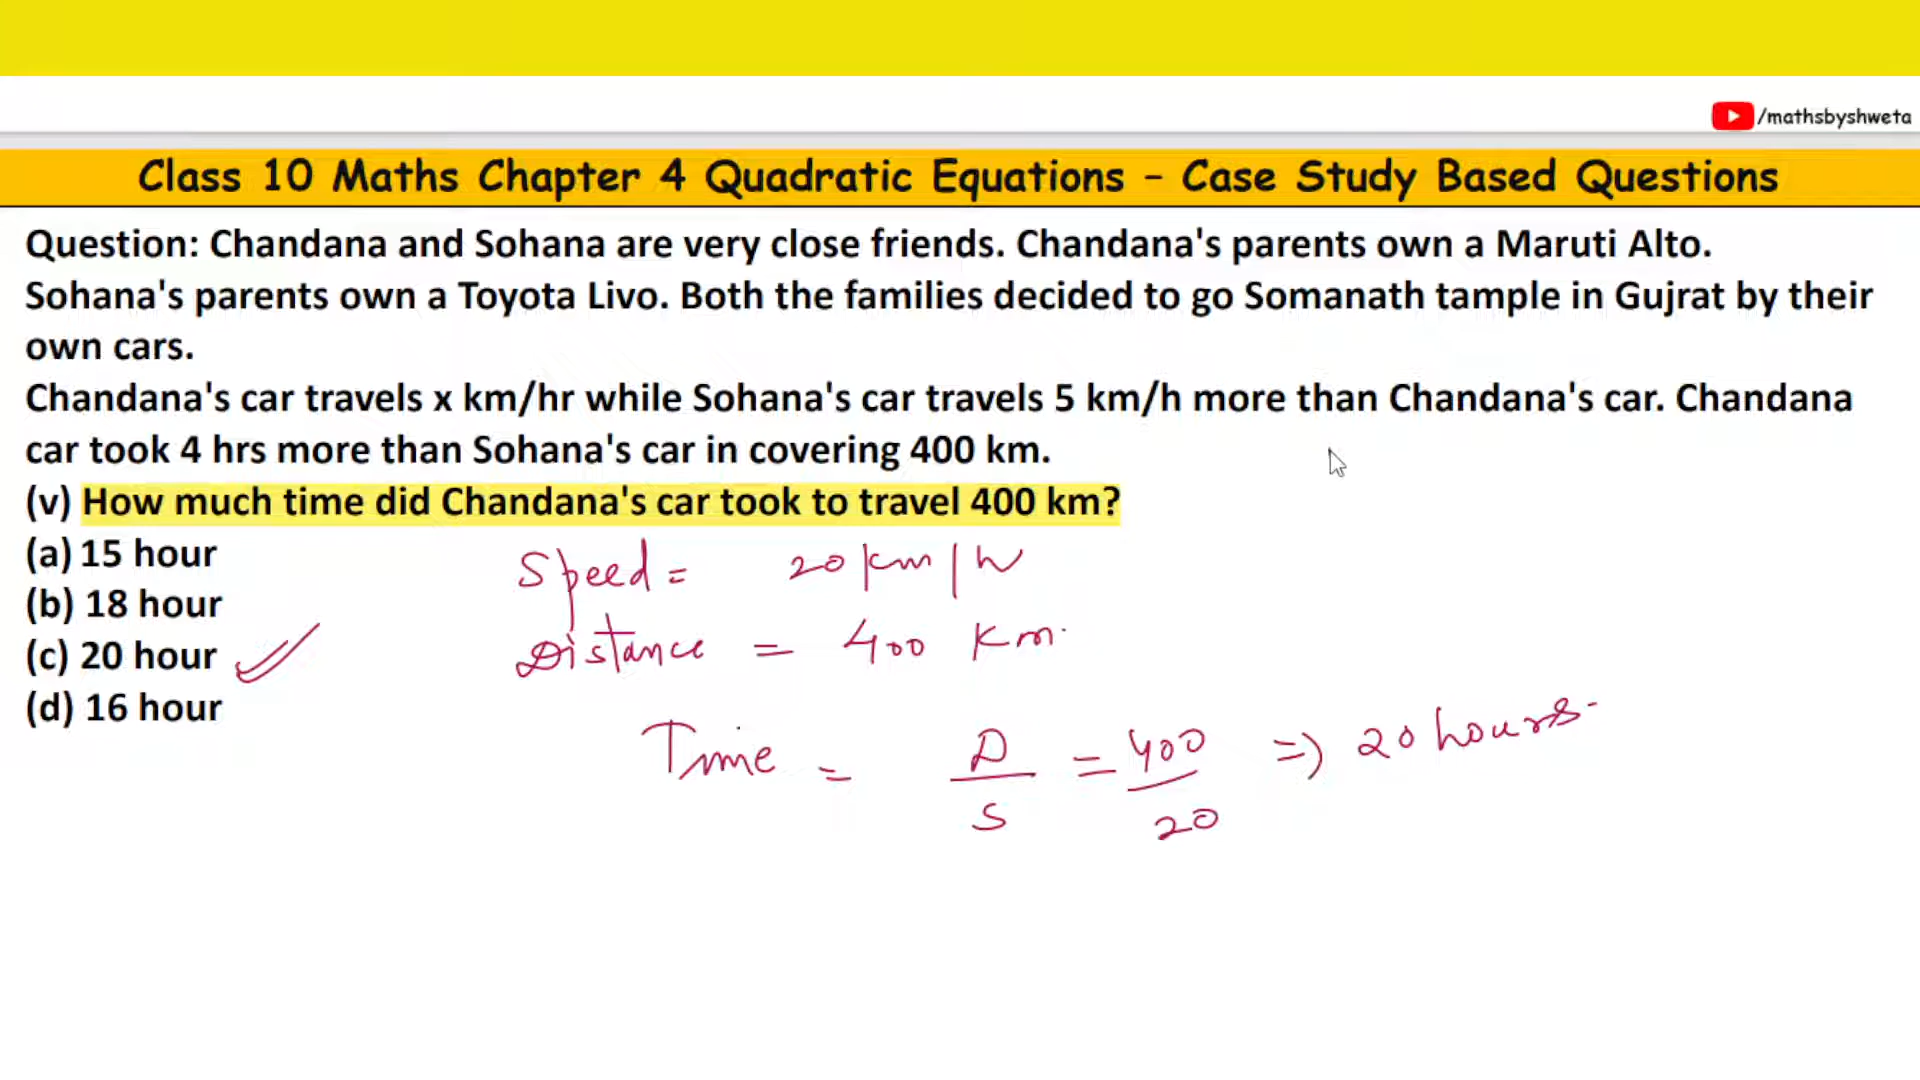 /mathsbyshweta
Class 10 Maths Chapter 4 Quadratic Equations - Case Study Based Questions
Question: Chandana and Sohana are very close friends. Chandana's parents own a Maruti Alto.
Sohana's parents own a Toyota Livo. Both the families decided to go Somanath tample in Gujrat by their
own cars.
Chandana's car travels x km/hr while Sohana's car travels 5 km/h more than Chandana's car. Chandana
car took 4 hrs more than Sohana's car in covering 400 km.
(v) How much time did Chandana's car took to travel 400 km?
(a) 15 hour
(b) 18 hour
(c) 20 hour
(d) 16 hour
Speed = 20 km/h
Distance = 400 km.
Time = D/S = 400/20 => 20 hours.